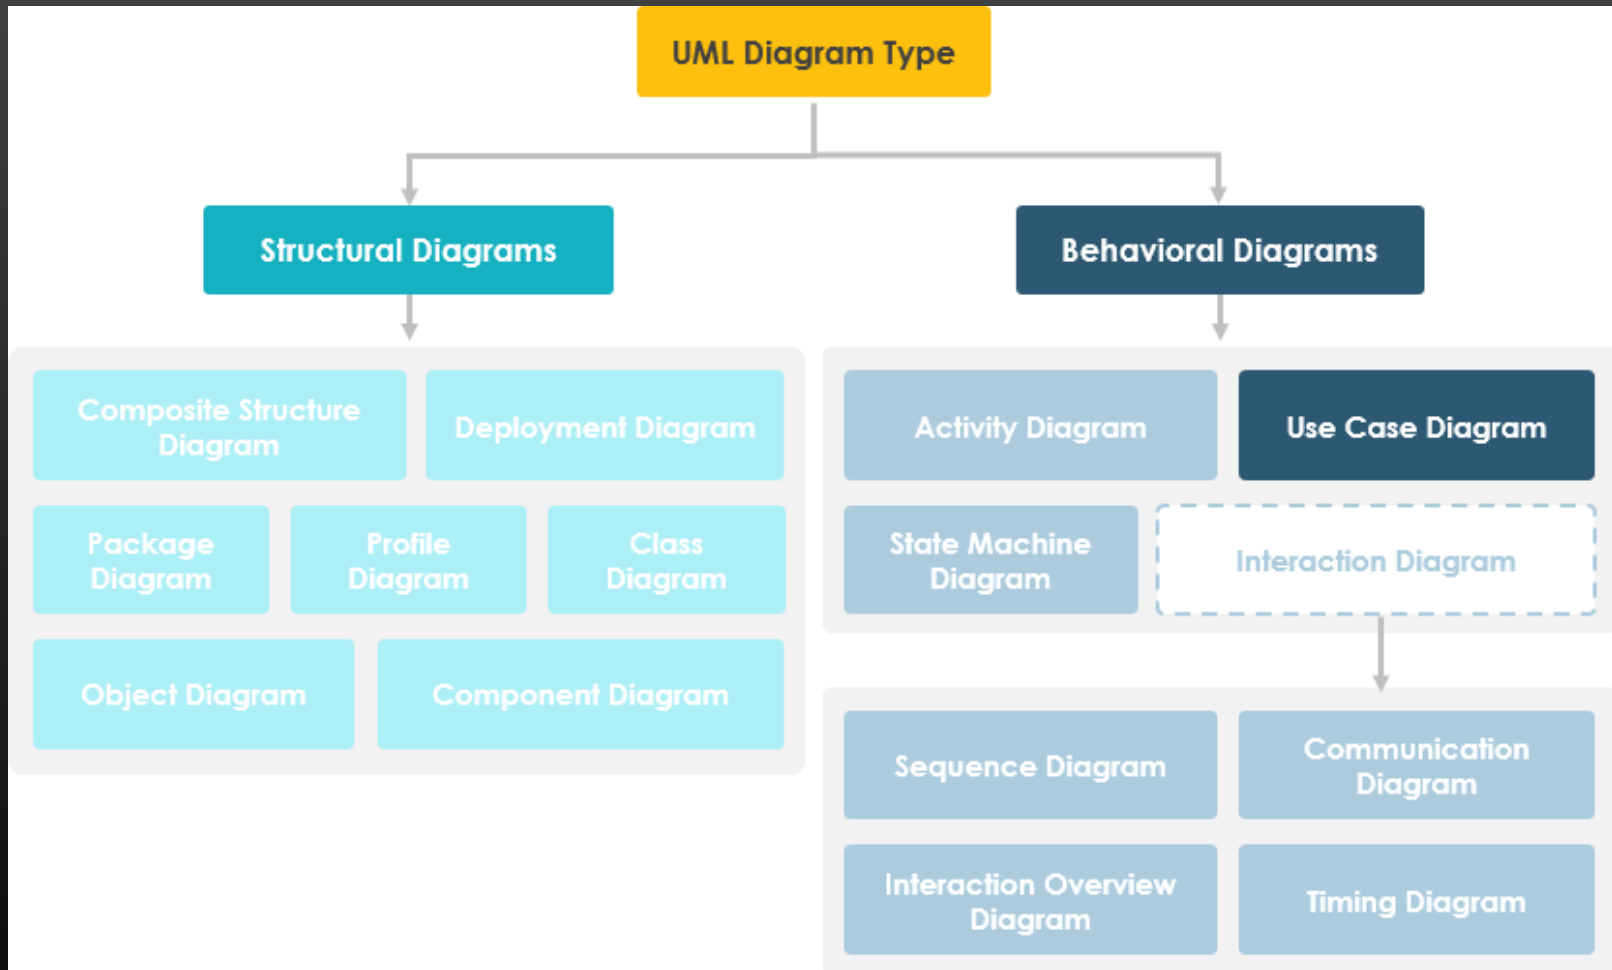 UML Diagram Type
Structural Diagrams
Behavioral Diagrams
Composite Structure
Diagram
Deployment Diagram
Package
Diagram
Profile
Diagram
Class
Diagram
Object Diagram
Component Diagram
Activity Diagram
Use Case Diagram
State Machine
Diagram
Interaction Diagram
Sequence Diagram
Communication
Diagram
Interaction Overview
Diagram
Timing Diagram